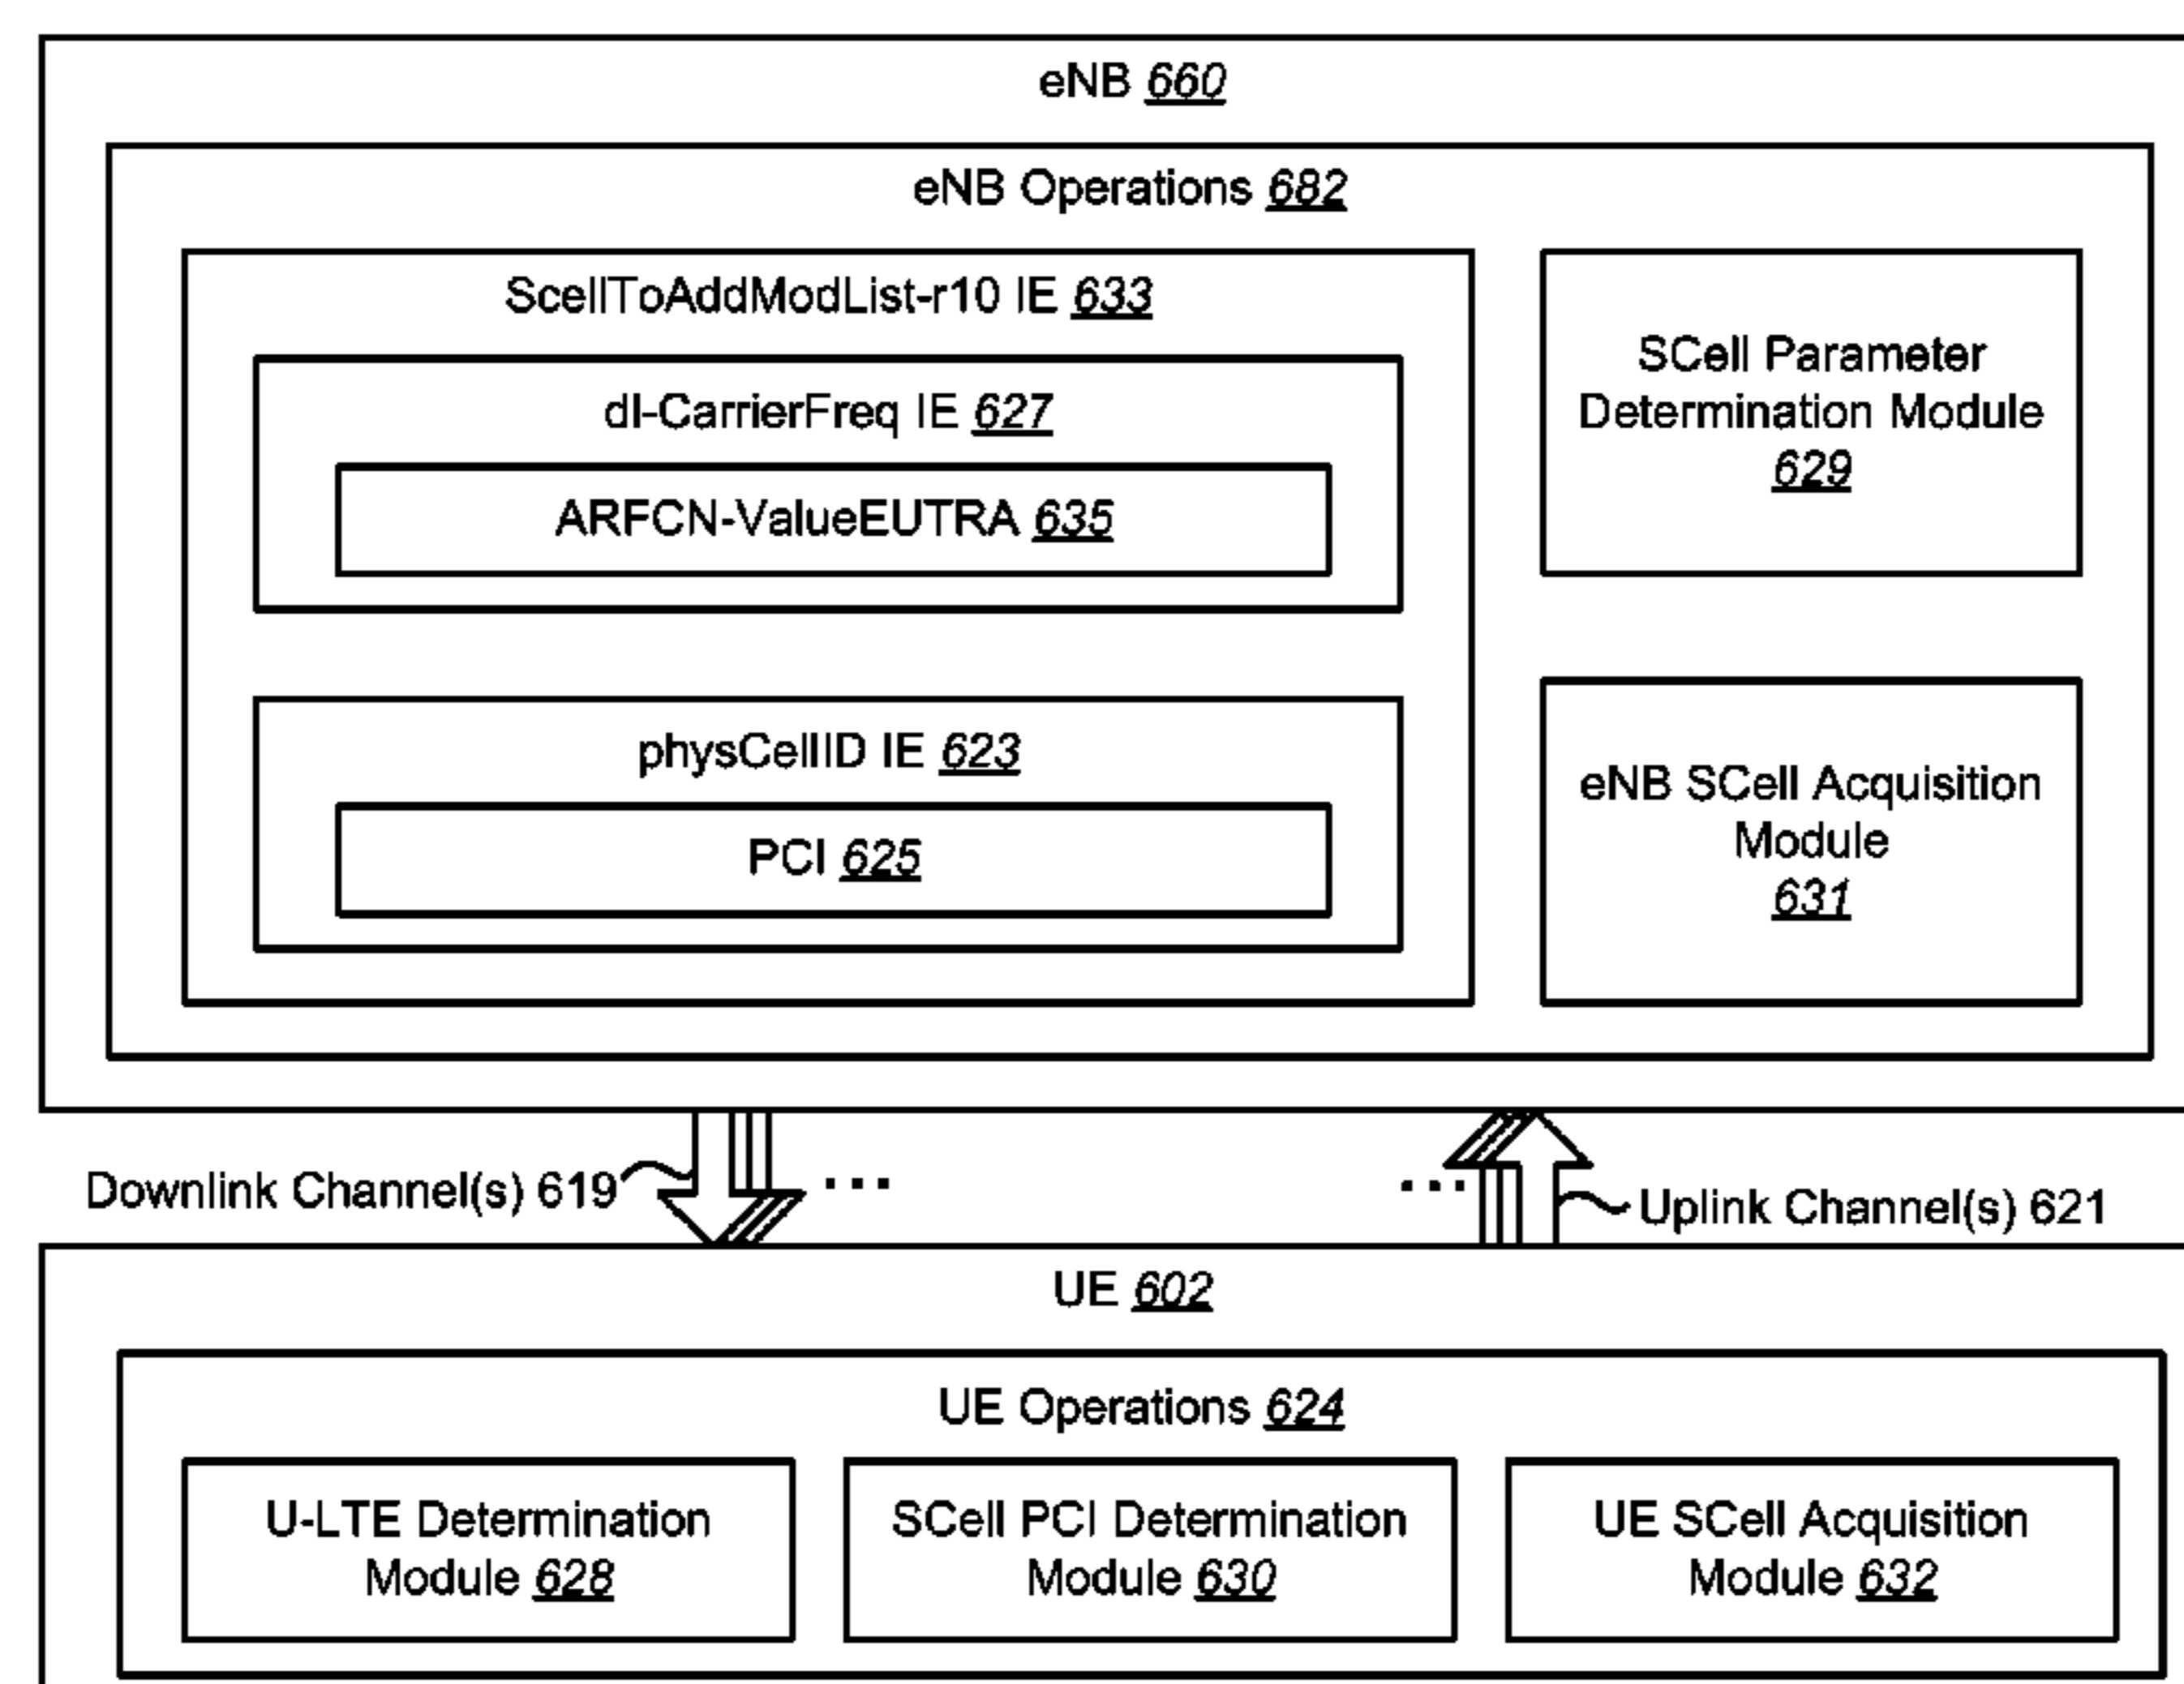 eNB 660
eNB Operations 682
ScellToAddModList-r10 IE 633
dl-CarrierFreq IE 627
ARFCN-ValueEUTRA 635
physCellID IE 623
PCI 625
SCell Parameter
Determination Module
629
eNB SCell Acquisition
Module
631
Downlink Channel(s) 619
...
...
Uplink Channel(s) 621
UE 602
UE Operations 624
U-LTE Determination
Module 628
SCell PCI Determination
Module 630
UE SCell Acquisition
Module 632